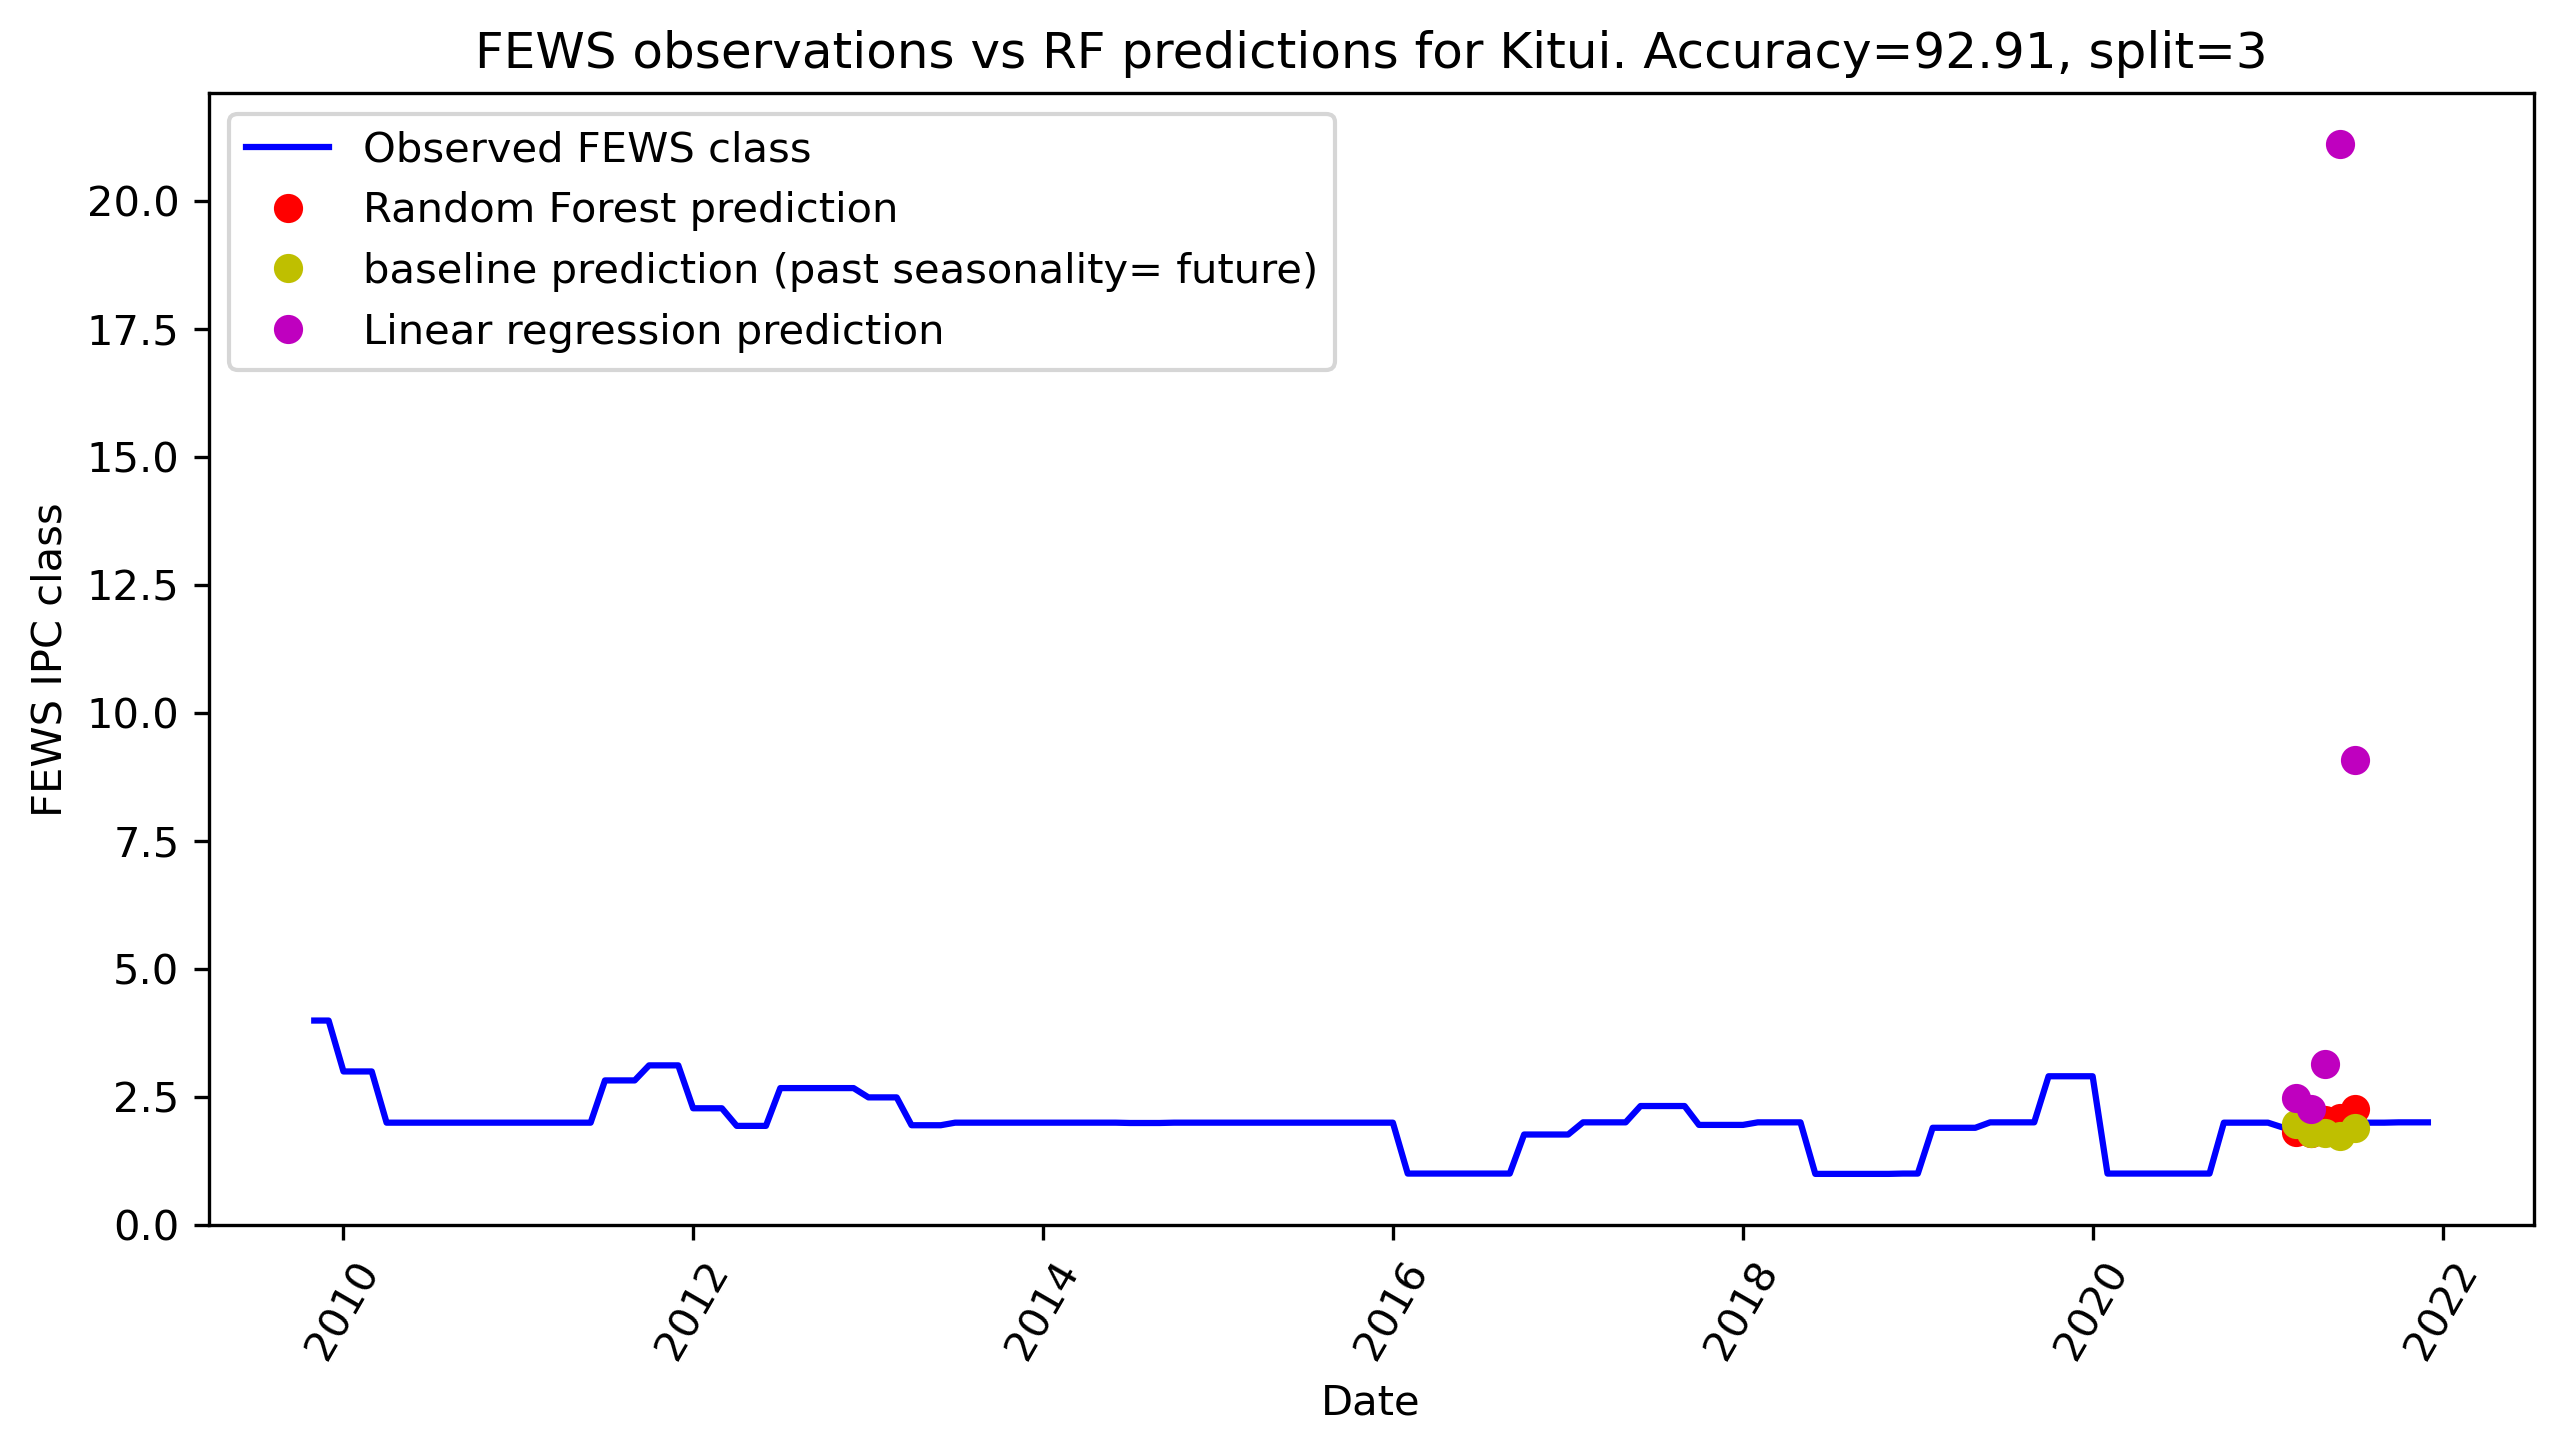 FEWS observations vs RF predictions for Kitui. Accuracy=92.91, split=3
Observed FEWS class
Random Forest prediction
baseline prediction (past seasonality= future)
Linear regression prediction
FEWS IPC class
20.0
17.5
15.0
12.5
10.0
7.5
5.0
2.5
0.0
2010
2012
2014
2016
2018
2020
2022
Date